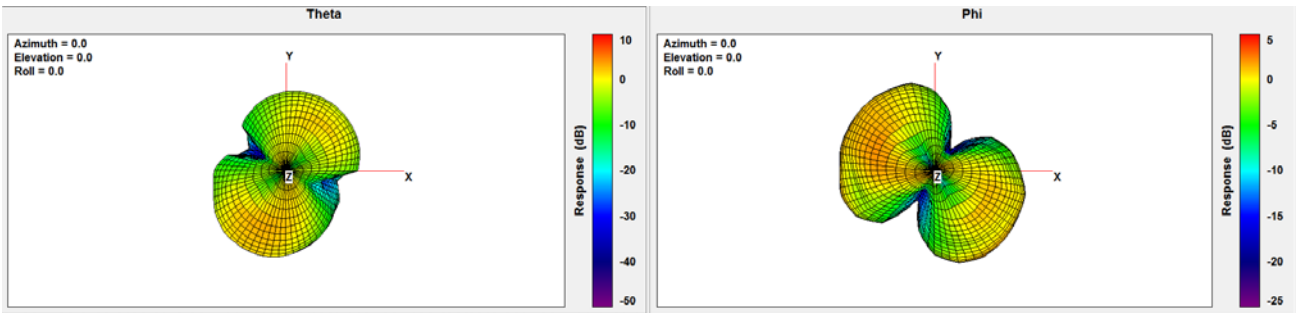 Theta
Azimuth = 0.0
Elevation = 0.0
Roll = 0.0
Y
X
Z
10
0
-10
-20
-30
-40
-50
Response (dB)
Phi
Azimuth = 0.0
Elevation = 0.0
Roll = 0.0
Y
X
Z
5
0
-5
-10
-15
-20
-25
Response (dB)